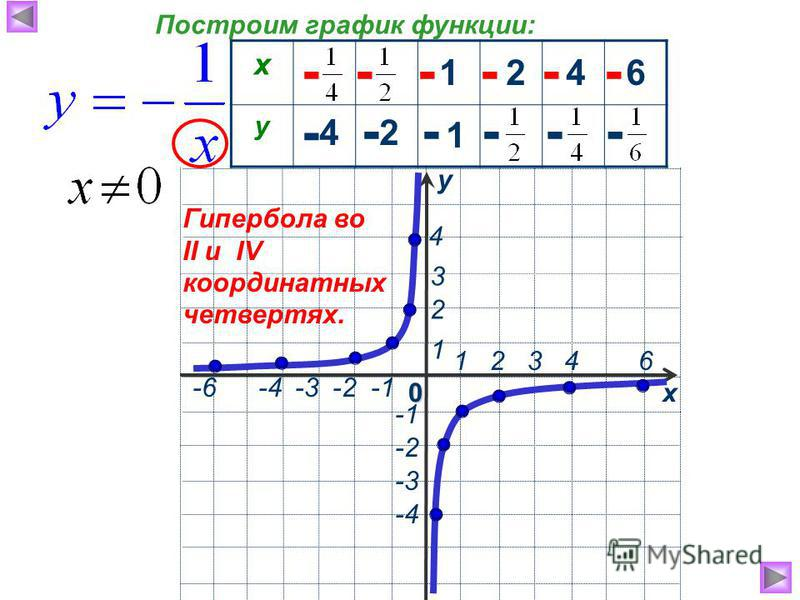 Построим график функции:
y = -1/x
x ≠ 0
x -1/4 -1/2 -1 -2 -4 -6
y -4 -2 -1 -1/2 -1/4 -1/6
Гипербола во
II и IV
координатных
четвертях.
y
4
3
2
1
1 2 3 4 6
-6 -4 -3 -2 -1 0 x
-1
-2
-3
-4
MyShared